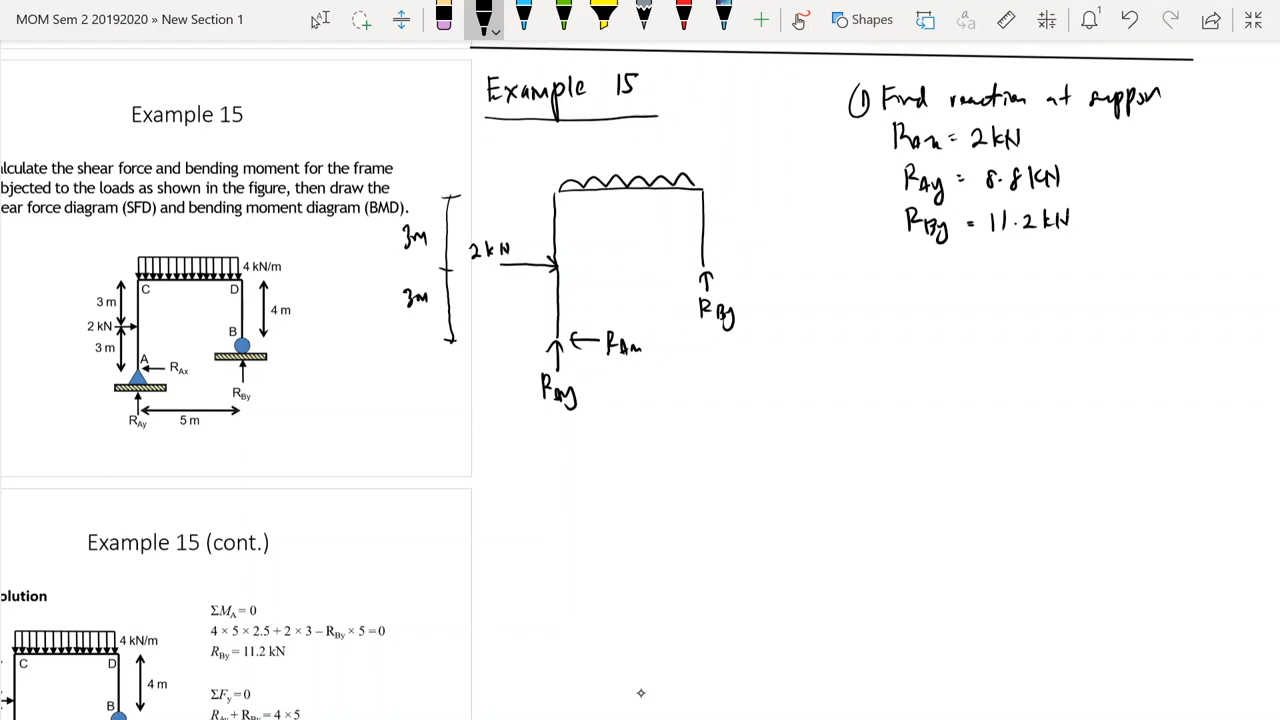 MOM Sem 2 20192020 » New Section 1
Shapes
1
Example 15
alculate the shear force and bending moment for the frame
bjected to the loads as shown in the figure, then draw the
ear force diagram (SFD) and bending moment diagram (BMD).
4 kN/m
C
D
3 m
4 m
2 kN
B
3 m
A
RAx
RBy
RAy
5 m
Example 15 (cont.)
olution
4 kN/m
C
D
4 m
B
ΣMA = 0
4 × 5 × 2.5 + 2 × 3 – RBy × 5 =0
RBy = 11.2 kN
ΣFy =0
RAy + RBy = 4 × 5
Example 15
3m
2kN
3m
RBy
RAx
RAy
① Find reaction at suppor
RAx = 2kN
RAy = 8.8kN
RBy = 11.2kN